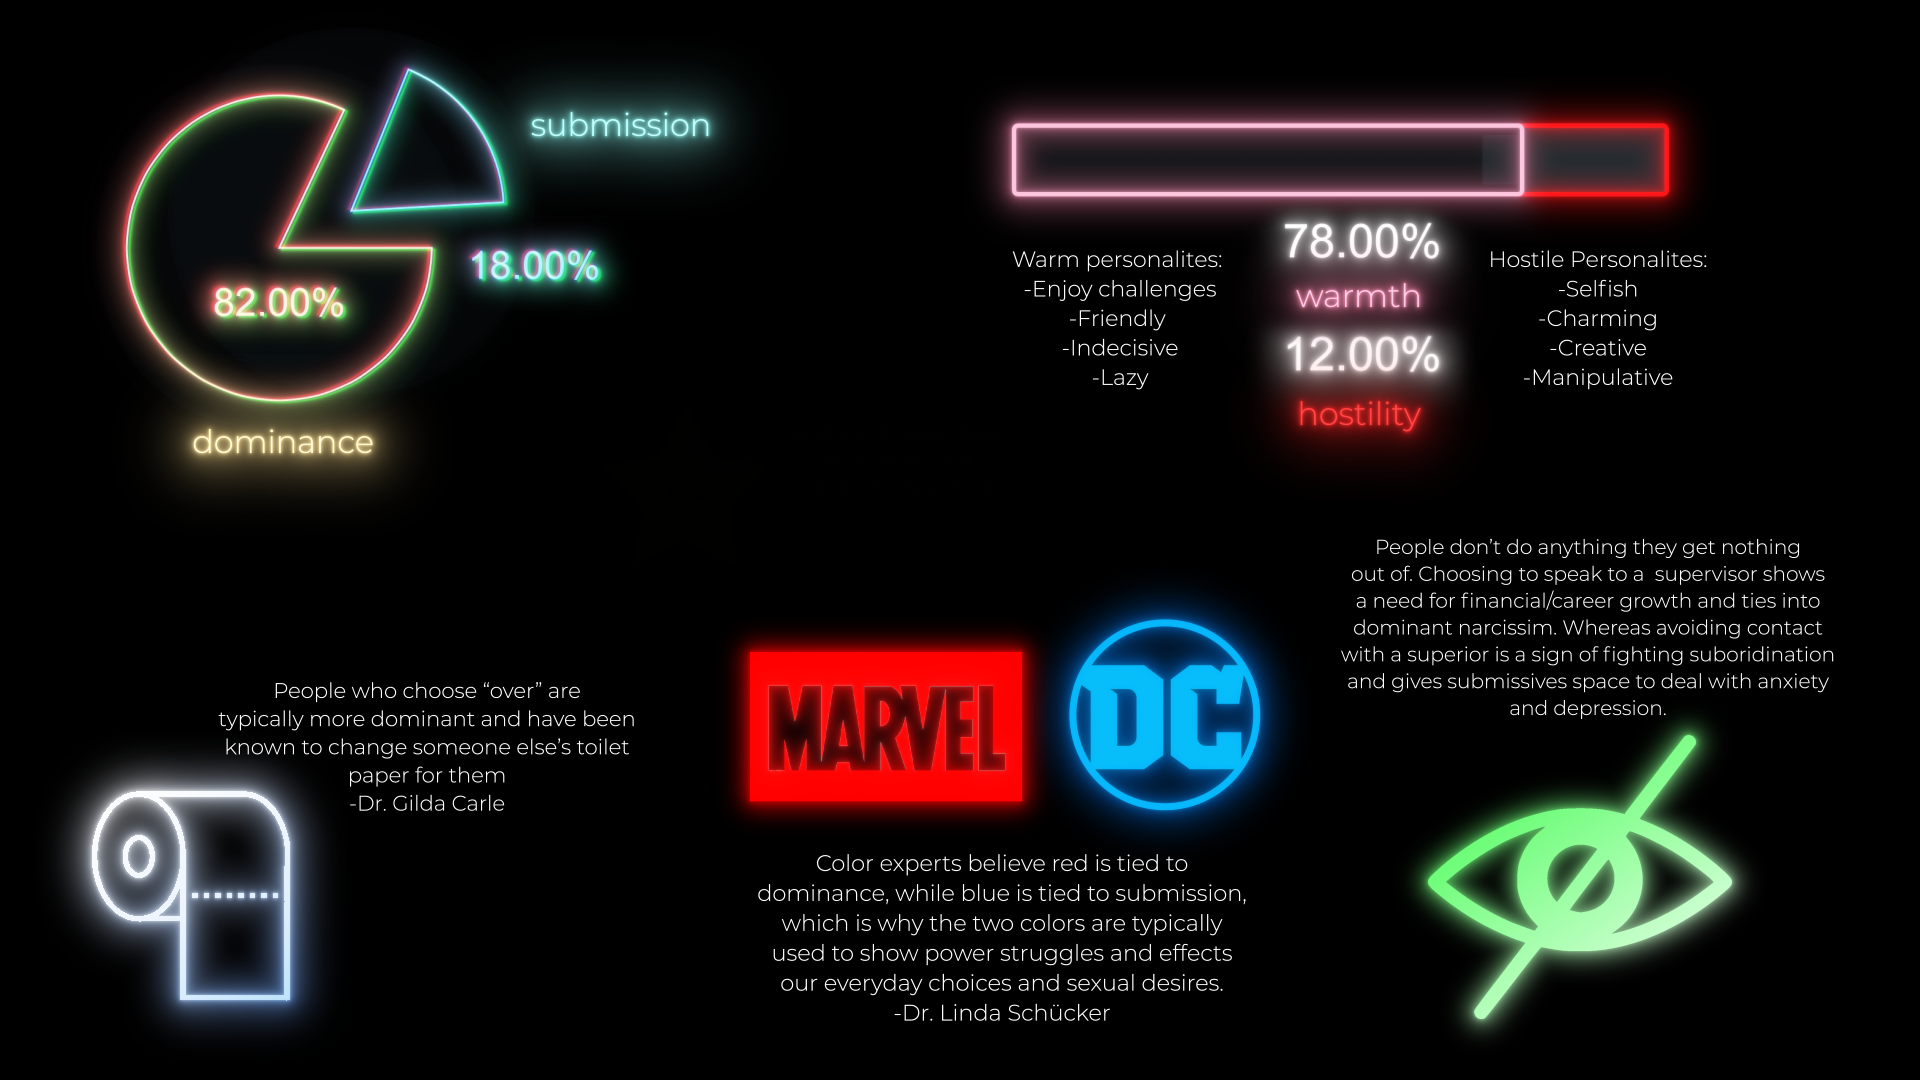 submission
18.00%
82.00%
dominance
78.00%
warmth
12.00%
hostility
Warm personalites:
-Enjoy challenges
-Friendly
-Indecisive
-Lazy
Hostile Personalites:
-Selfish
-Charming
-Creative
-Manipulative
People don’t do anything they get nothing
out of. Choosing to speak to a  supervisor shows
a need for financial/career growth and ties into
dominant narcissim. Whereas avoiding contact
with a superior is a sign of fighting suboridination
and gives submissives space to deal with anxiety
and depression.
People who choose “over” are
typically more dominant and have been
known to change someone else’s toilet
paper for them
-Dr. Gilda Carle
MARVEL
DC
Color experts believe red is tied to
dominance, while blue is tied to submission,
which is why the two colors are typically
used to show power struggles and effects
our everyday choices and sexual desires.
-Dr. Linda Schücker